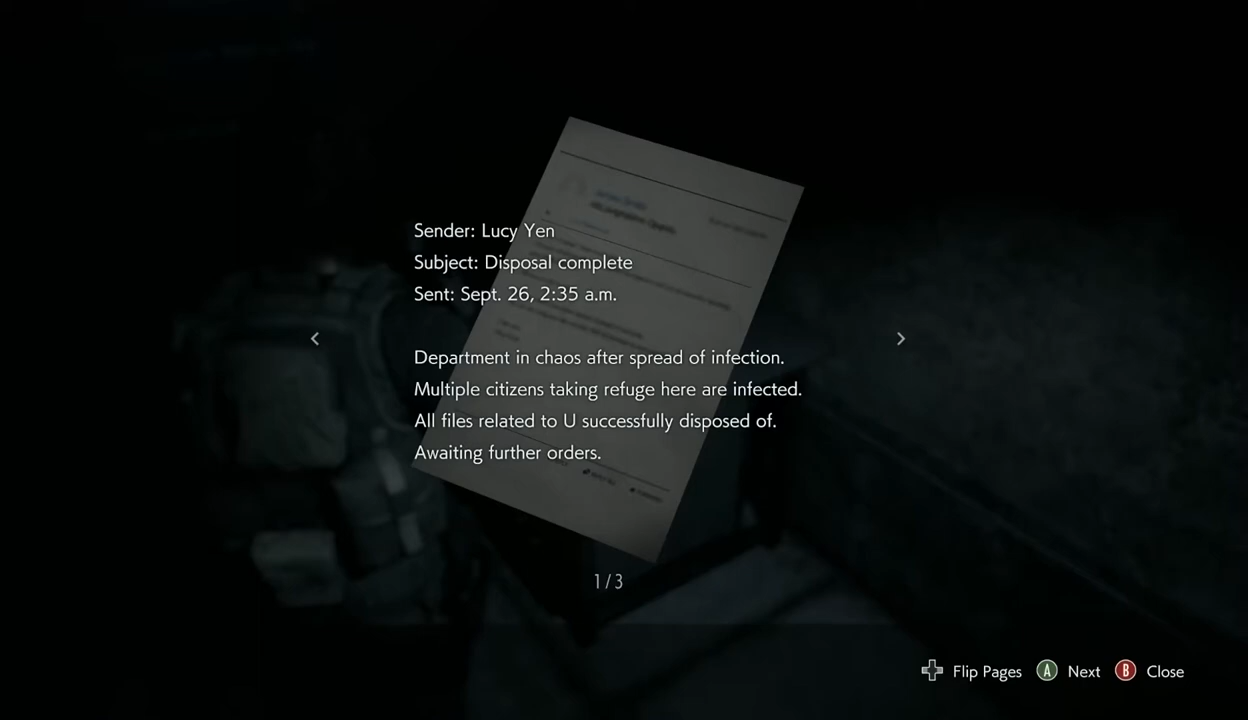 Sender: Lucy Yen
Subject: Disposal complete
Sent: Sept. 26, 2:35 a.m.
Department in chaos after spread of infection.
Multiple citizens taking refuge here are infected.
All files related to U successfully disposed of.
Awaiting further orders.
1/3
Flip Pages A Next B Close